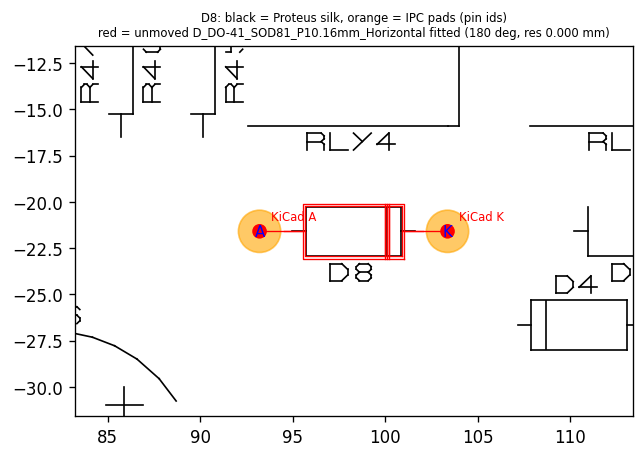 D8: black = Proteus silk, orange = IPC pads (pin ids)
red = unmoved D_DO-41_SOD81_P10.16mm_Horizontal fitted (180 deg, res 0.000 mm)
−12.5
−15.0
−17.5
−20.0
−22.5
−25.0
−27.5
−30.0
RLY4
RL
KiCad A
KiCad K
A
K
D8
D4
D
85
90
95
100
105
110